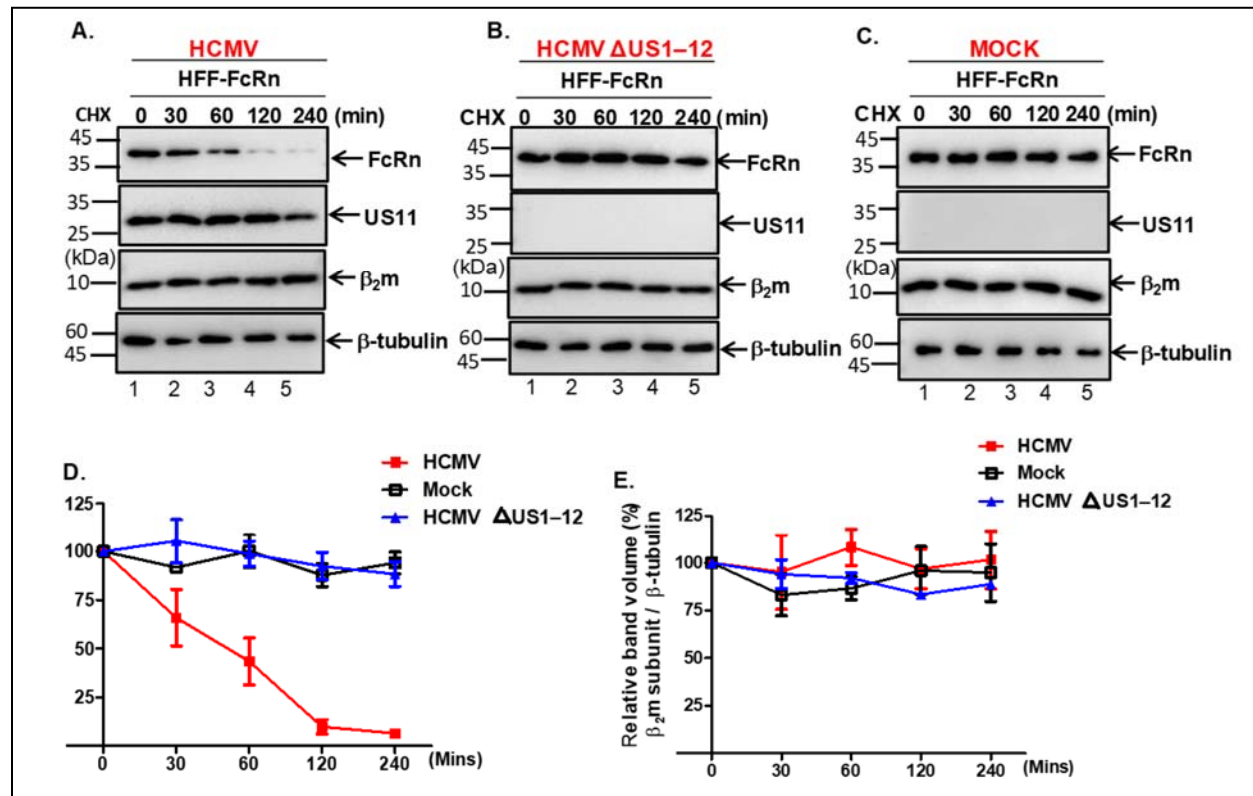 A.
HCMV
HFF-FcRn
CHX 0 30 60 120 240 (min)
45
35
FcRn
35
25
US11
(kDa)
10
β2m
60
45
β-tubulin
1 2 3 4 5
B.
HCMV ΔUS1–12
HFF-FcRn
CHX 0 30 60 120 240 (min)
45
35
FcRn
35
25
US11
(kDa)
10
β2m
60
45
β-tubulin
1 2 3 4 5
C.
MOCK
HFF-FcRn
CHX 0 30 60 120 240 (min)
45
35
FcRn
35
25
US11
(kDa)
10
β2m
60
45
β-tubulin
1 2 3 4 5
D.
HCMV
Mock
HCMV ΔUS1–12
125
100
75
50
25
0 30 60 120 240 (Mins)
E.
HCMV
Mock
HCMV ΔUS1–12
Relative band volume (%)
β2m subunit / β-tubulin
125
100
75
50
25
0 30 60 120 240 (Mins)